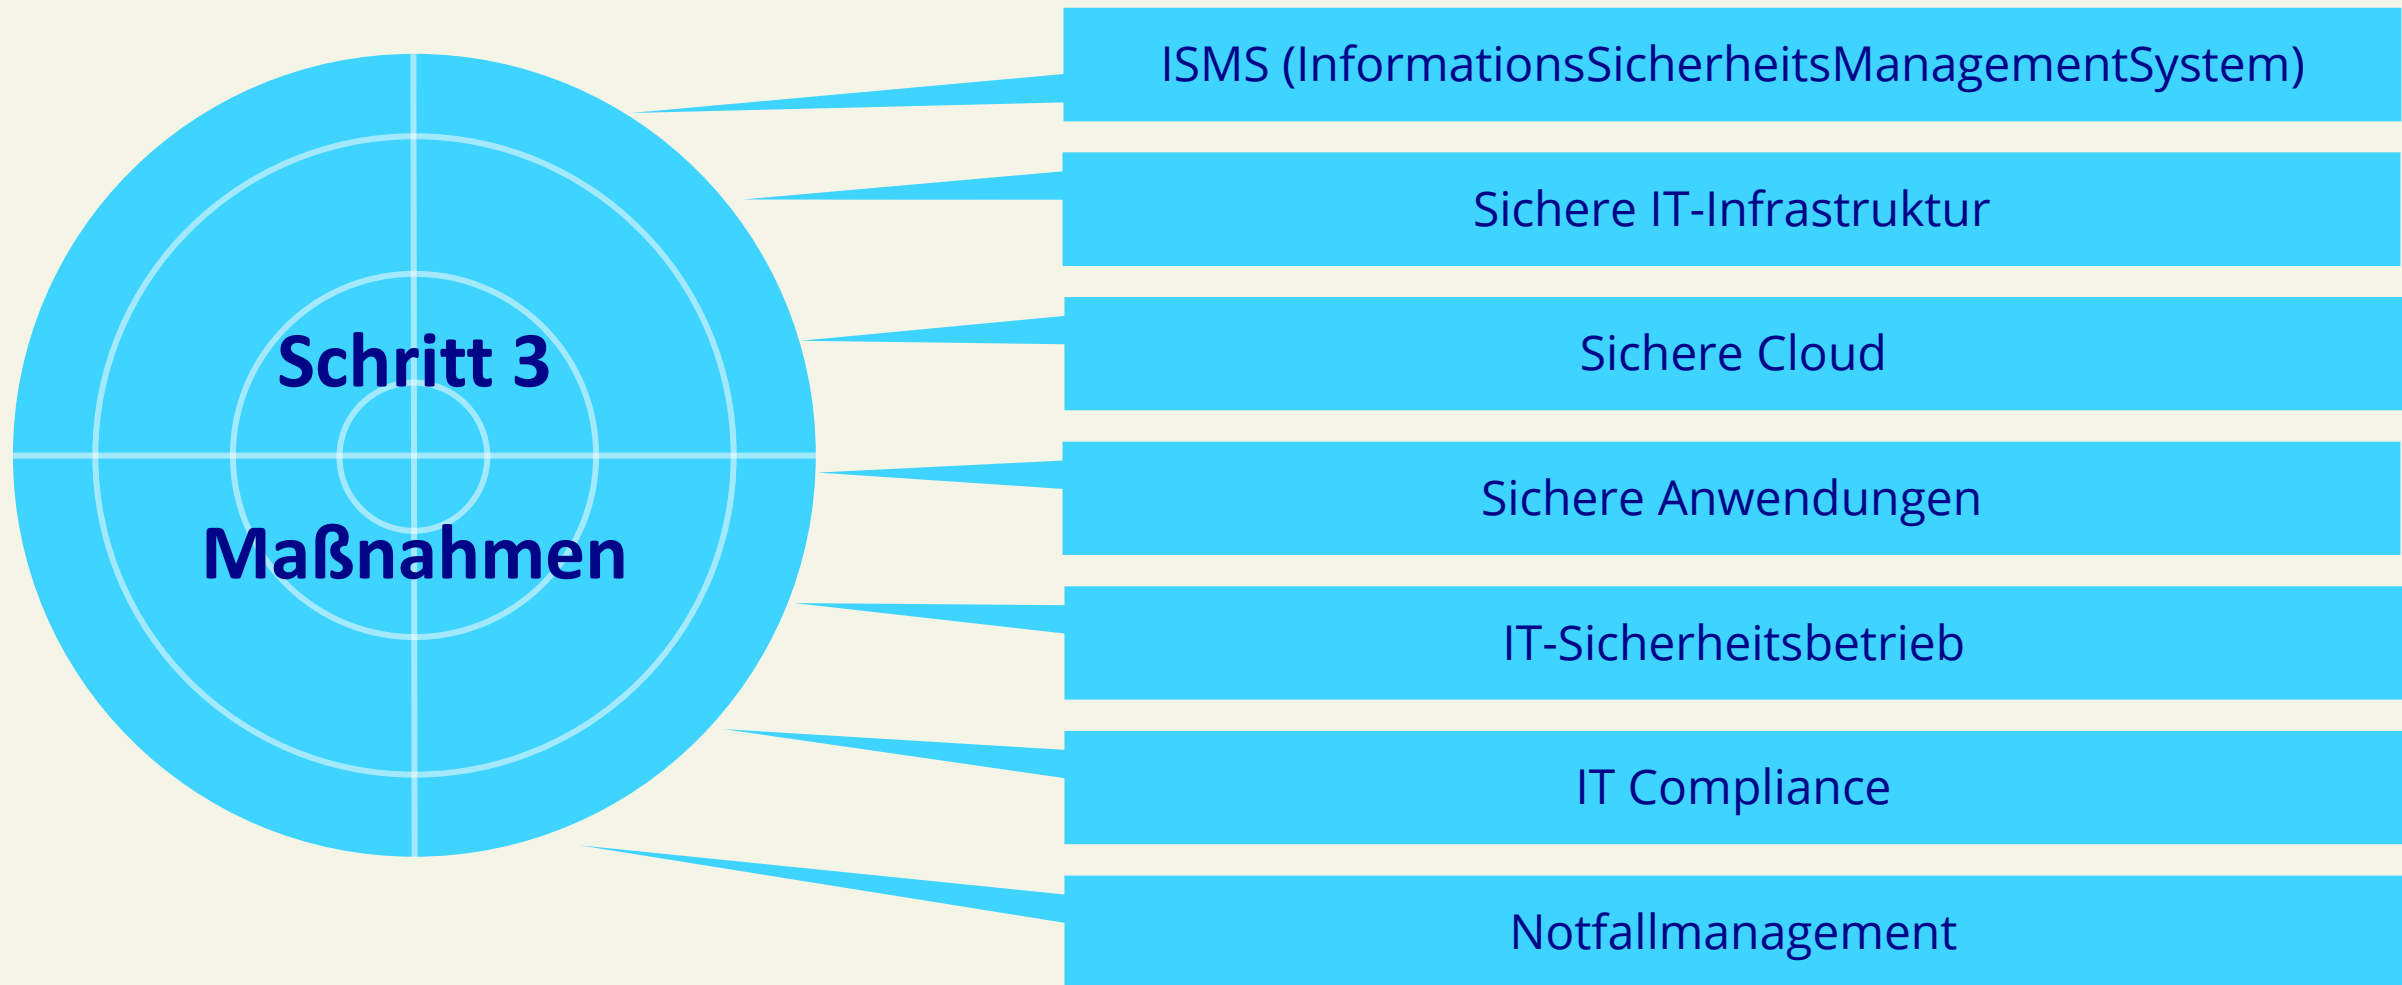 Schritt 3
Maßnahmen
ISMS (InformationsSicherheitsManagementSystem)
Sichere IT-Infrastruktur
Sichere Cloud
Sichere Anwendungen
IT-Sicherheitsbetrieb
IT Compliance
Notfallmanagement